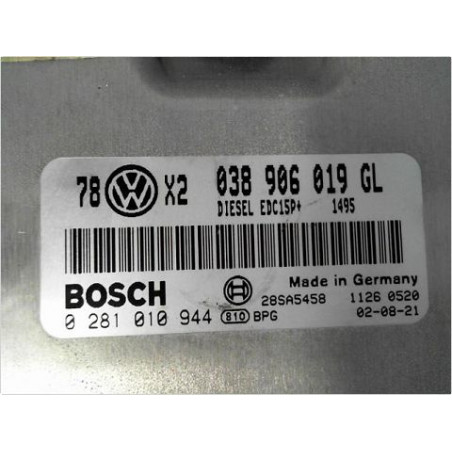 78 VW X2 038 906 019 GL
DIESEL EDC15P+ 1495
BOSCH Made in Germany
28SA5458 1126 0520
0 281 010 944 810 BPG 02-08-21